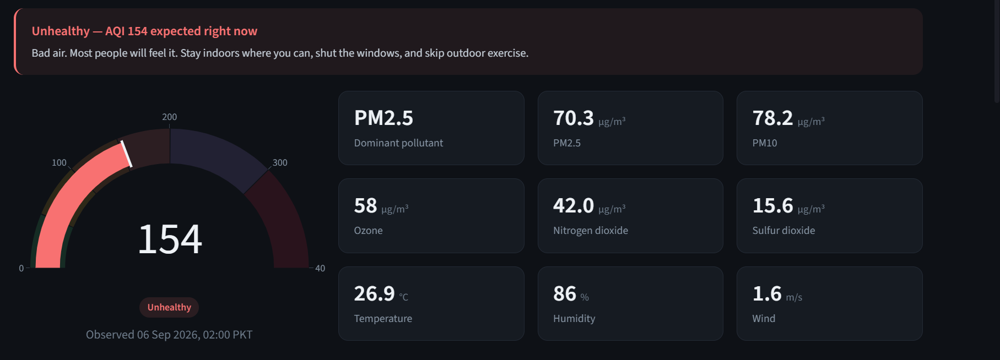 Unhealthy — AQI 154 expected right now
Bad air. Most people will feel it. Stay indoors where you can, shut the windows, and skip outdoor exercise.
200
100
300
0
40
154
Unhealthy
Observed 06 Sep 2026, 02:00 PKT
PM2.5
Dominant pollutant
70.3 µg/m³
PM2.5
78.2 µg/m³
PM10
58 µg/m³
Ozone
42.0 µg/m³
Nitrogen dioxide
15.6 µg/m³
Sulfur dioxide
26.9 °C
Temperature
86 %
Humidity
1.6 m/s
Wind